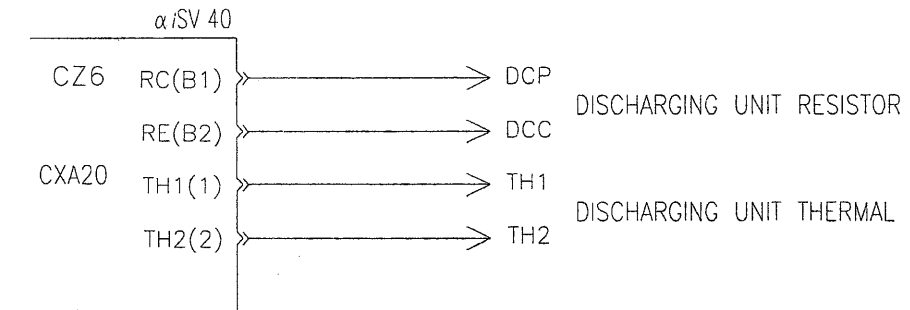 αiSV 40
CZ6 RC(B1) DCP
DISCHARGING UNIT RESISTOR
RE(B2) DCC
CXA20 TH1(1) TH1
DISCHARGING UNIT THERMAL
TH2(2) TH2